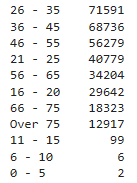 26 - 35 71591
36 - 45 68736
46 - 55 56279
21 - 25 40779
56 - 65 34204
16 - 20 29642
66 - 75 18323
Over 75 12917
11 - 15 99
6 - 10 6
0 - 5 2